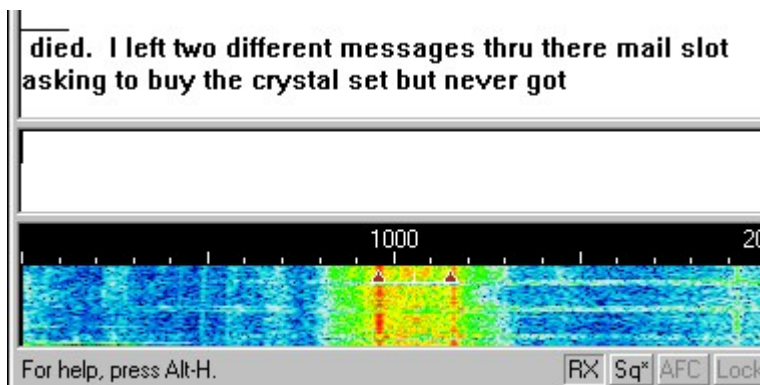 died.  I left two different messages thru there mail slot
asking to buy the crystal set but never got
1000
For help, press Alt-H.
RX Sq* AFC Lock